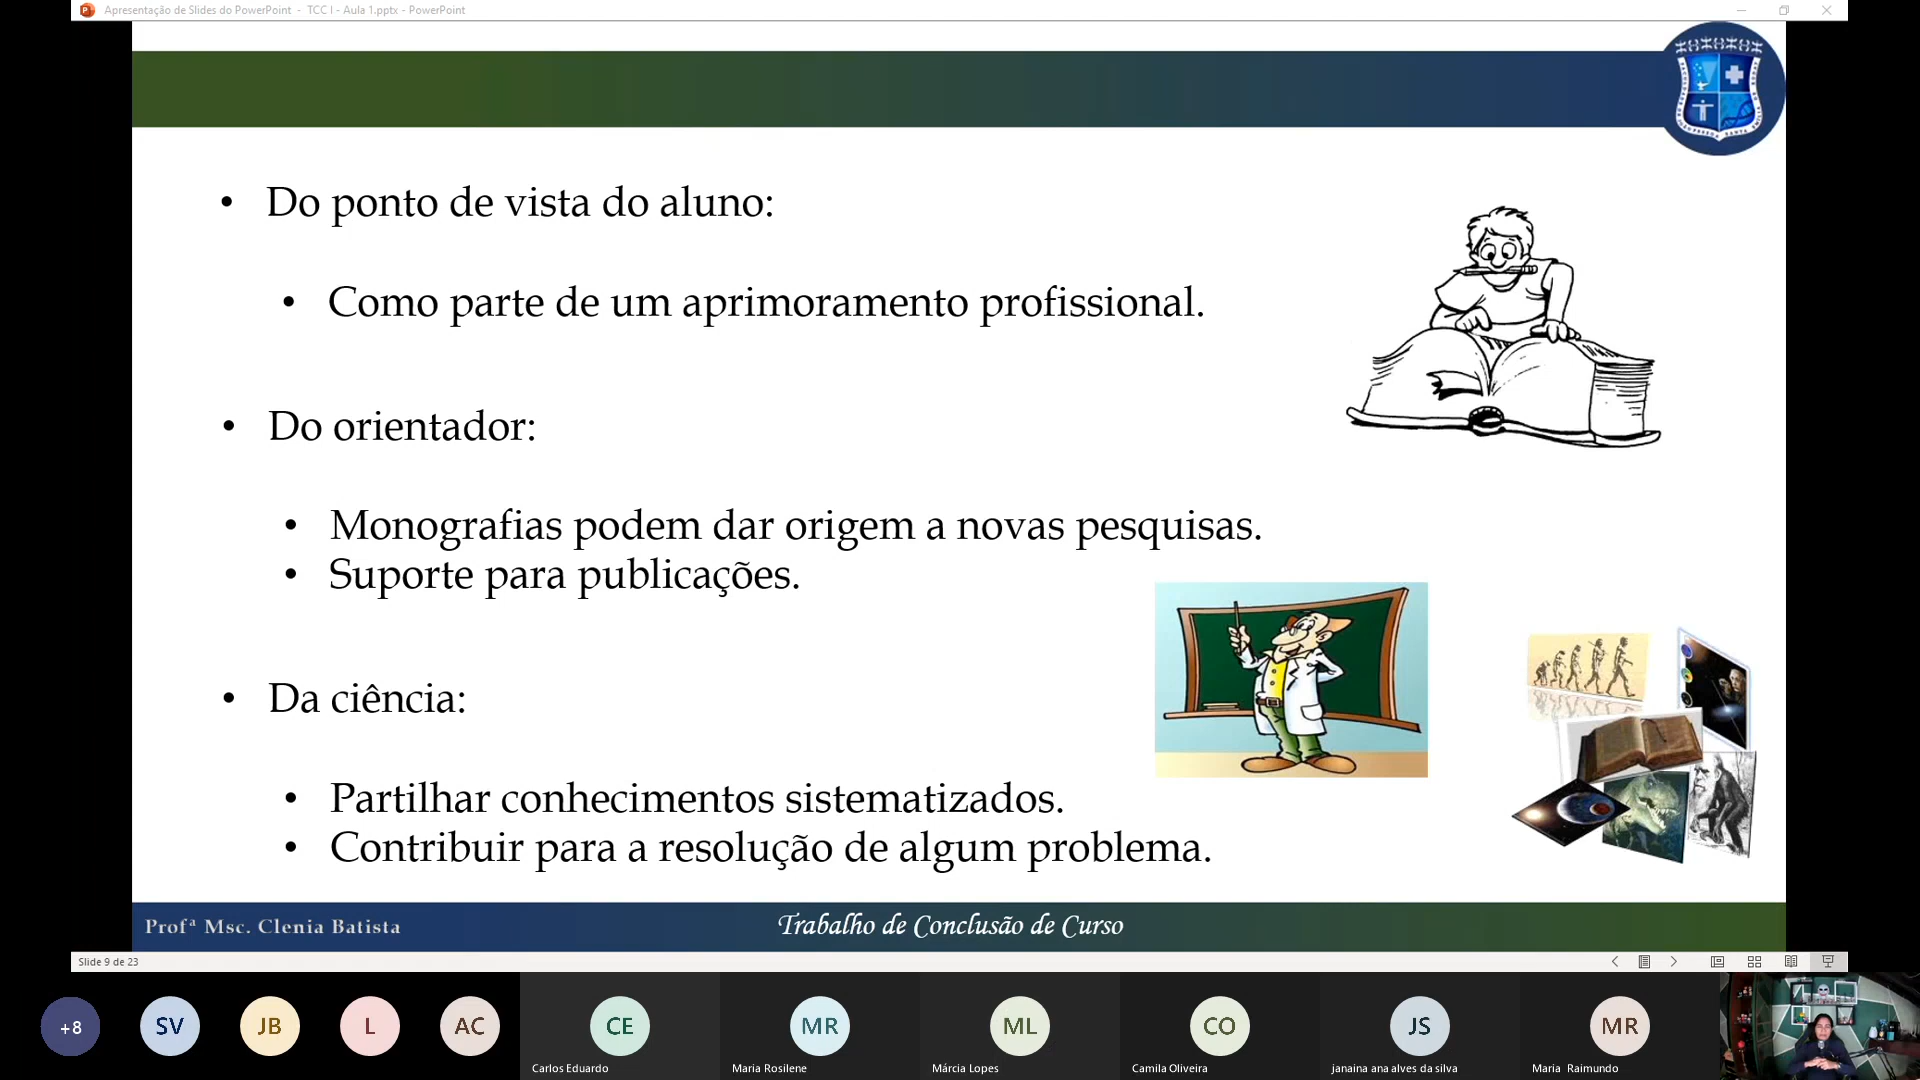 Apresentação de Slides do PowerPoint - TCC I - Aula 1.pptx - PowerPoint
• Do ponto de vista do aluno:
• Como parte de um aprimoramento profissional.
• Do orientador:
• Monografias podem dar origem a novas pesquisas.
• Suporte para publicações.
• Da ciência:
• Partilhar conhecimentos sistematizados.
• Contribuir para a resolução de algum problema.
Profª Msc. Clenia Batista
Trabalho de Conclusão de Curso
Slide 9 de 23
+8
SV
JB
L
AC
CE
MR
ML
CO
JS
MR
Carlos Eduardo
Maria Rosilene
Márcia Lopes
Camila Oliveira
janaina ana alves da silva
Maria Raimundo